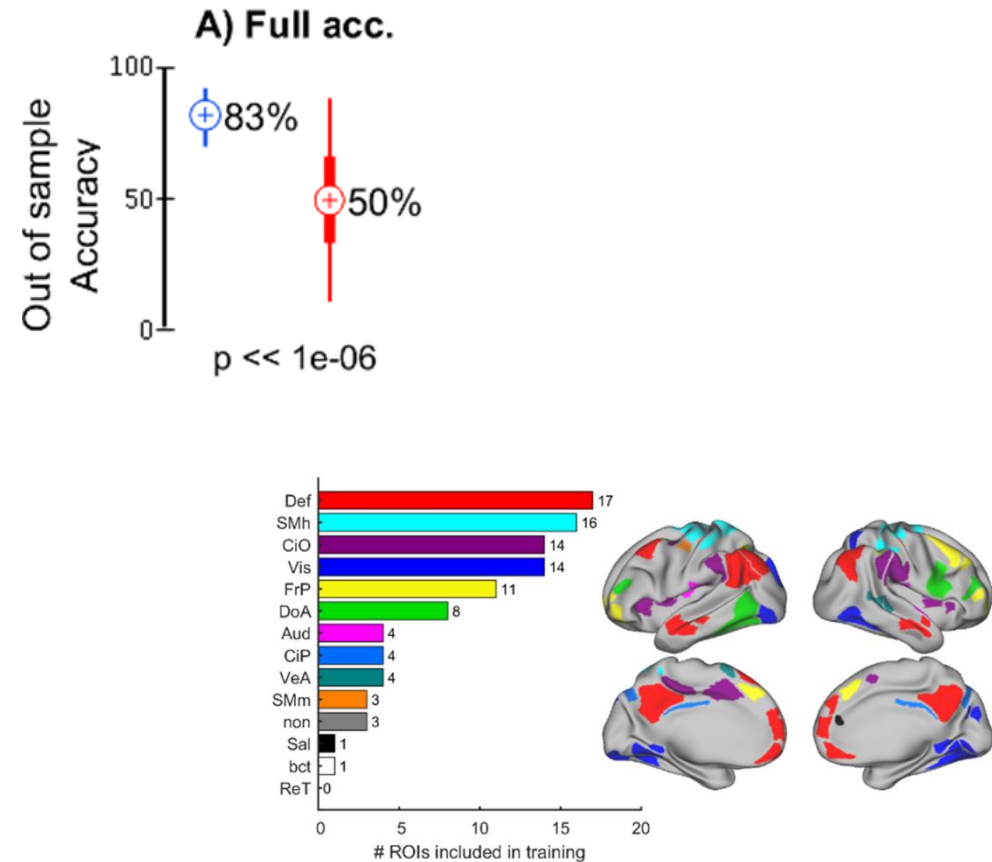 A) Full acc.
Out of sample
Accuracy
100
50
0
83%
50%
p << 1e-06
Def 17
SMh 16
CiO 14
Vis 14
FrP 11
DoA 8
Aud 4
CiP 4
VeA 4
SMm 3
non 3
Sal 1
bct 1
ReT 0
0 5 10 15 20
# ROIs included in training